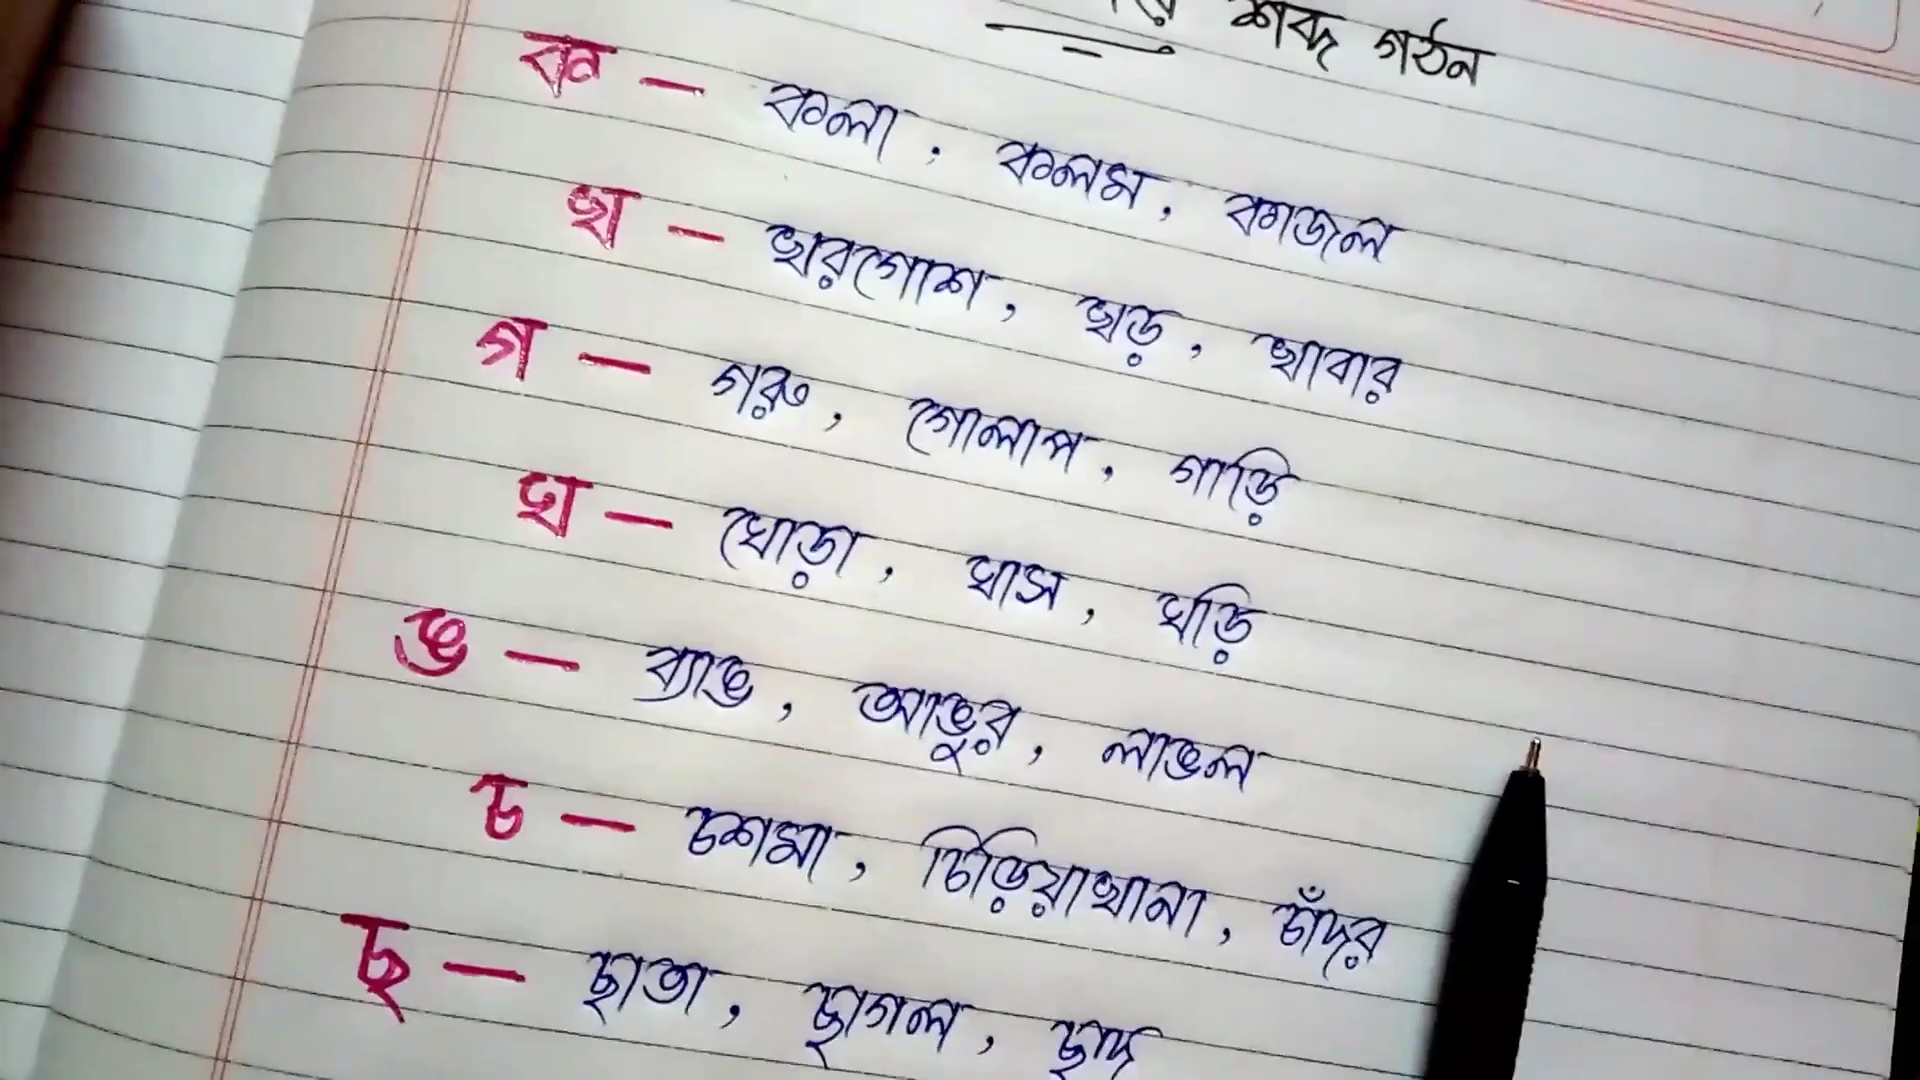 শব্দ গঠন
ক — কলা, কলম, কাজল
খ — খরগোশ, খড়, খাবার
গ — গরু, গোলাপ, গাড়ি
ঘ — ঘোড়া, ঘাস, ঘড়ি
ঙ — ব্যাঙ, আঙুর, লাঙল
চ — চশমা, চিড়িয়াখানা, চাঁদর
ছ — ছাতা, ছাগল, ছাদ